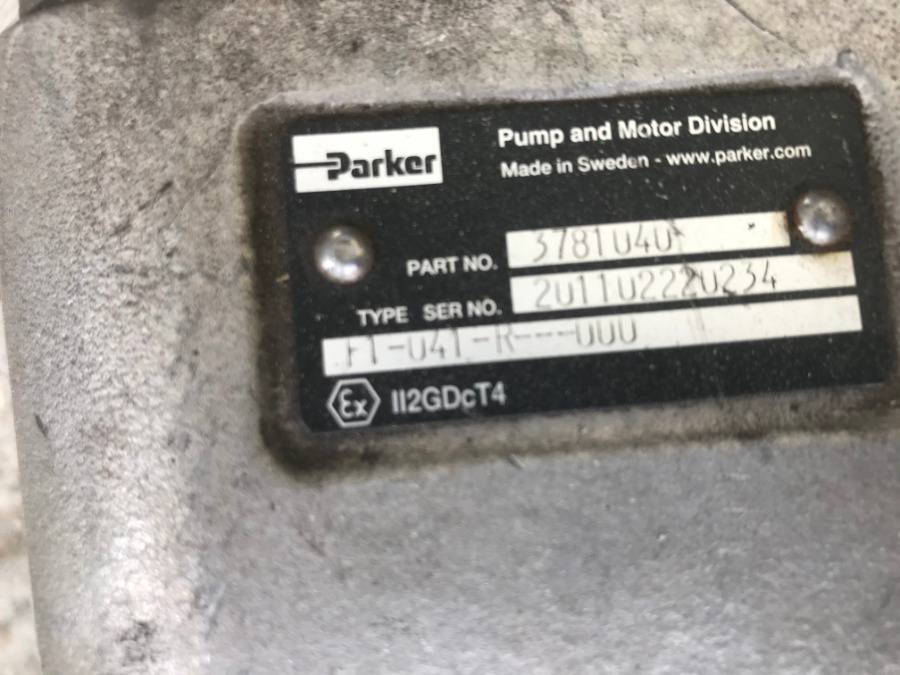 Parker
Pump and Motor Division
Made in Sweden - www.parker.com
PART NO. 3781040
TYPE SER NO. 201102220234
F1-041-R---000
Ex II2GDcT4